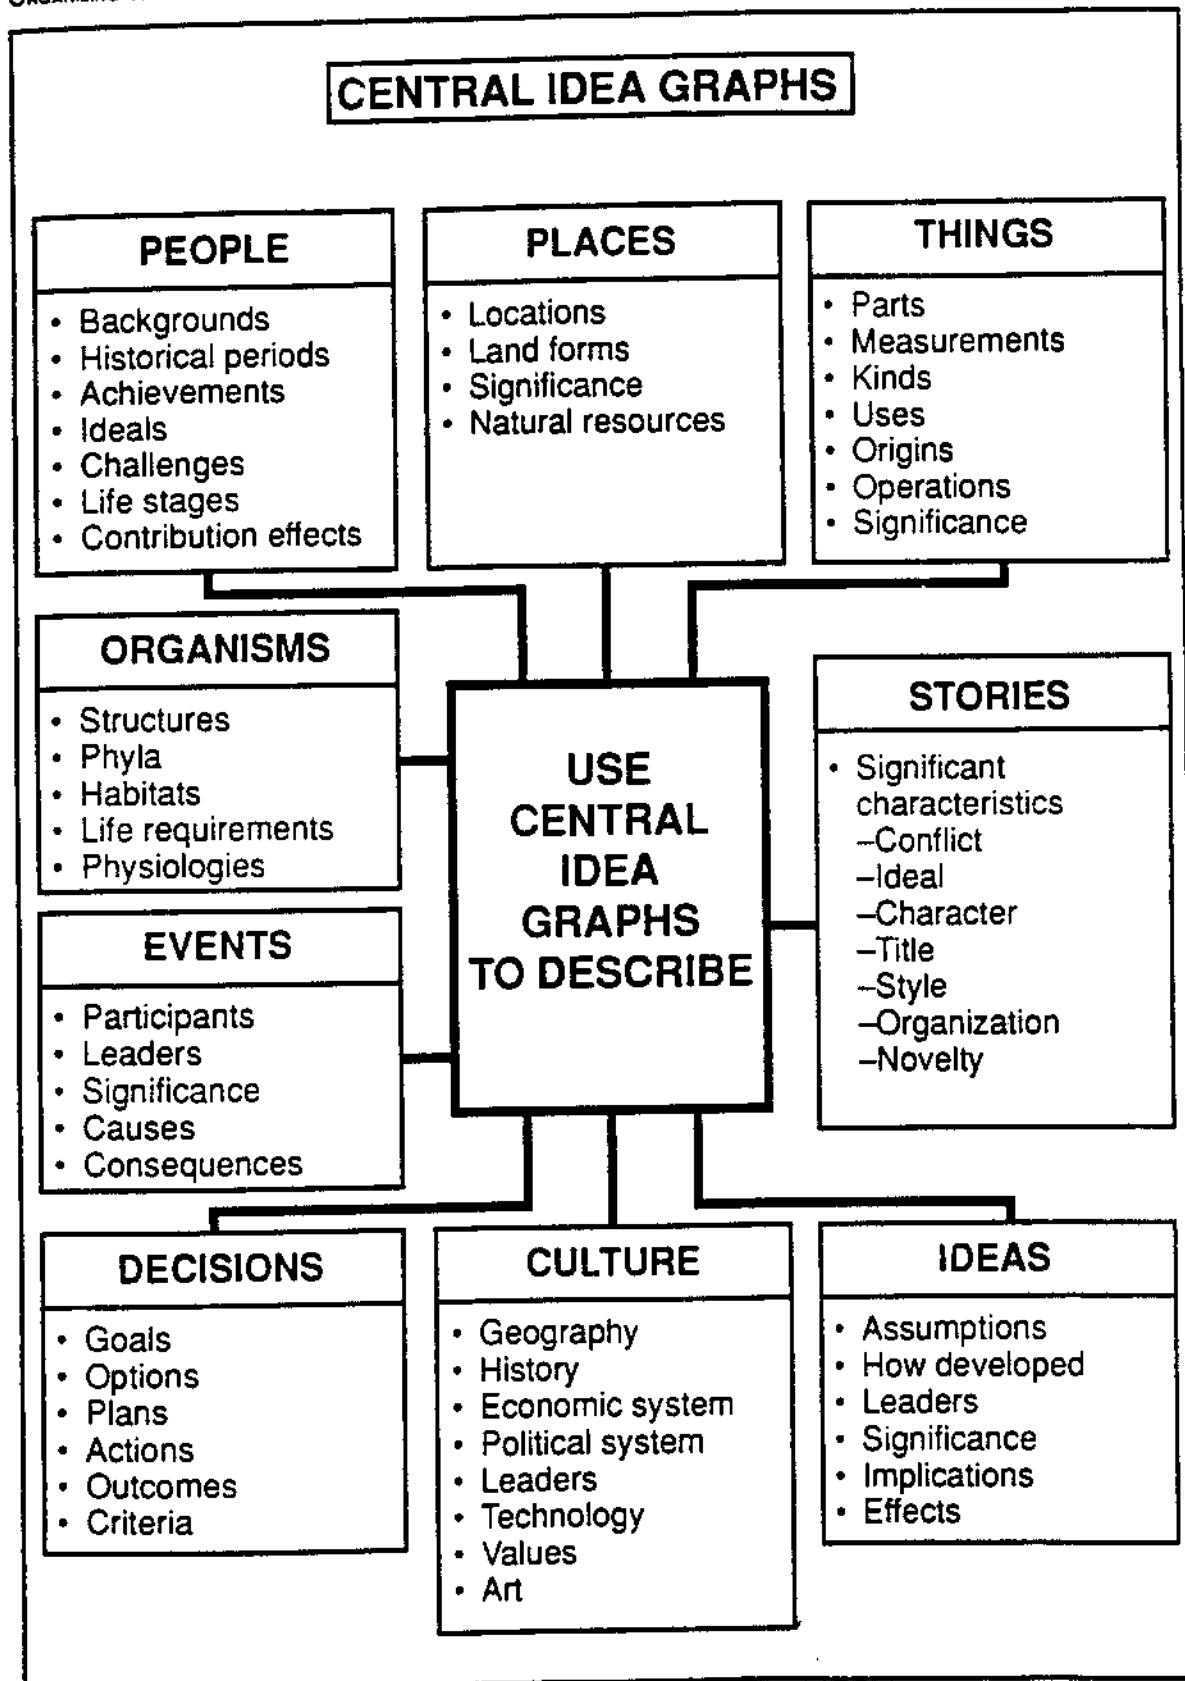 CENTRAL IDEA GRAPHS
PEOPLE
• Backgrounds
• Historical periods
• Achievements
• Ideals
• Challenges
• Life stages
• Contribution effects
PLACES
• Locations
• Land forms
• Significance
• Natural resources
THINGS
• Parts
• Measurements
• Kinds
• Uses
• Origins
• Operations
• Significance
ORGANISMS
• Structures
• Phyla
• Habitats
• Life requirements
• Physiologies
USE
CENTRAL
IDEA
GRAPHS
TO DESCRIBE
STORIES
• Significant
characteristics
–Conflict
–Ideal
–Character
–Title
–Style
–Organization
–Novelty
EVENTS
• Participants
• Leaders
• Significance
• Causes
• Consequences
DECISIONS
• Goals
• Options
• Plans
• Actions
• Outcomes
• Criteria
CULTURE
• Geography
• History
• Economic system
• Political system
• Leaders
• Technology
• Values
• Art
IDEAS
• Assumptions
• How developed
• Leaders
• Significance
• Implications
• Effects